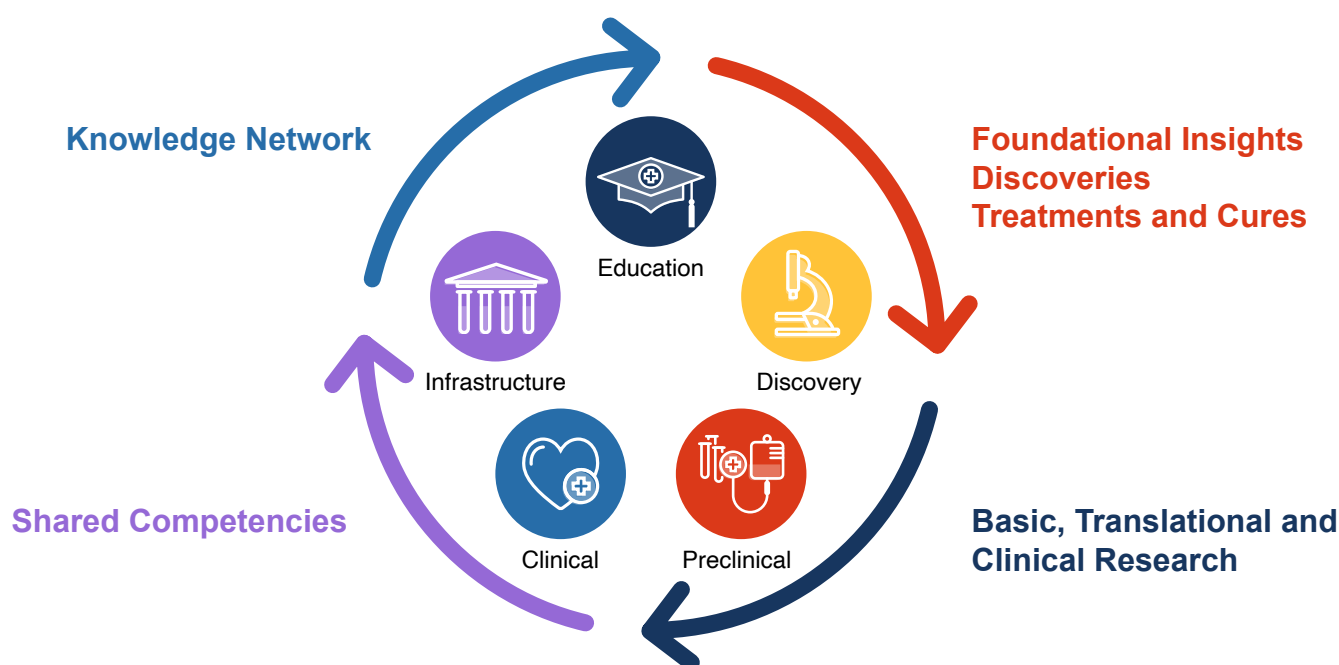 Knowledge Network
Foundational Insights
Discoveries
Treatments and Cures
Education
Infrastructure
Discovery
Shared Competencies
Clinical
Preclinical
Basic, Translational and
Clinical Research